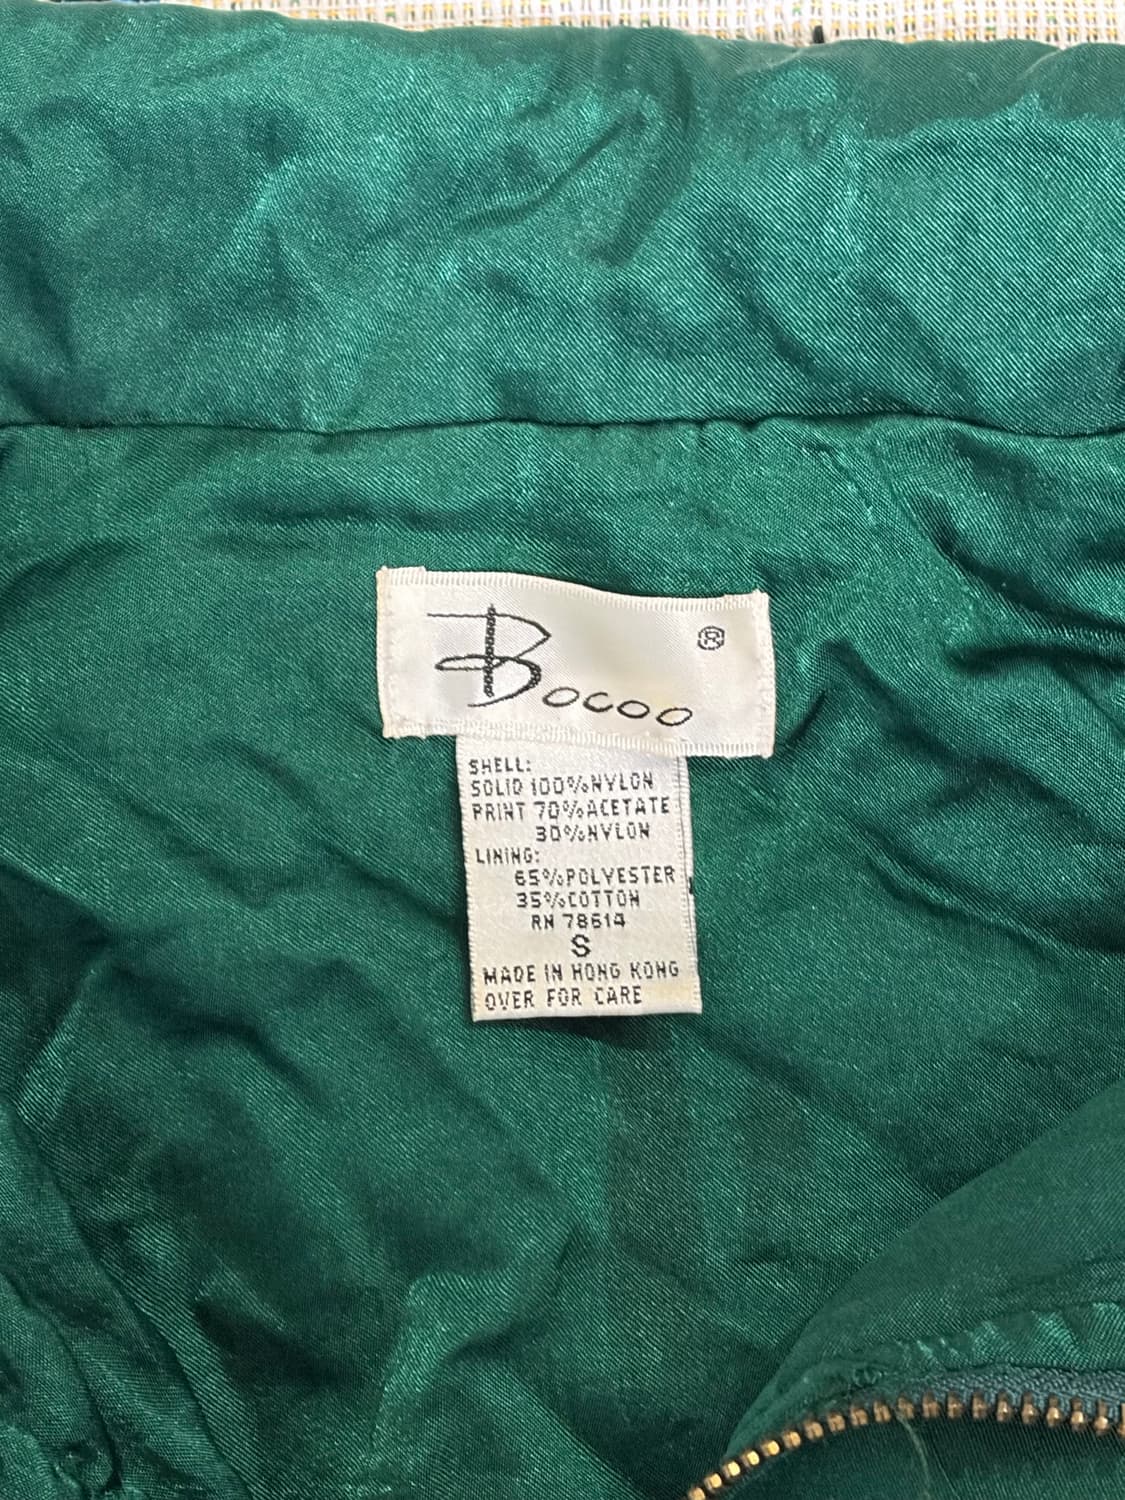 Bocoo ®
SHELL:
SOLID 100%NYLON
PRINT 70%ACETATE
30%NYLON
LINING:
65%POLYESTER
35%COTTON
RN 78614
S
MADE IN HONG KONG
OVER FOR CARE